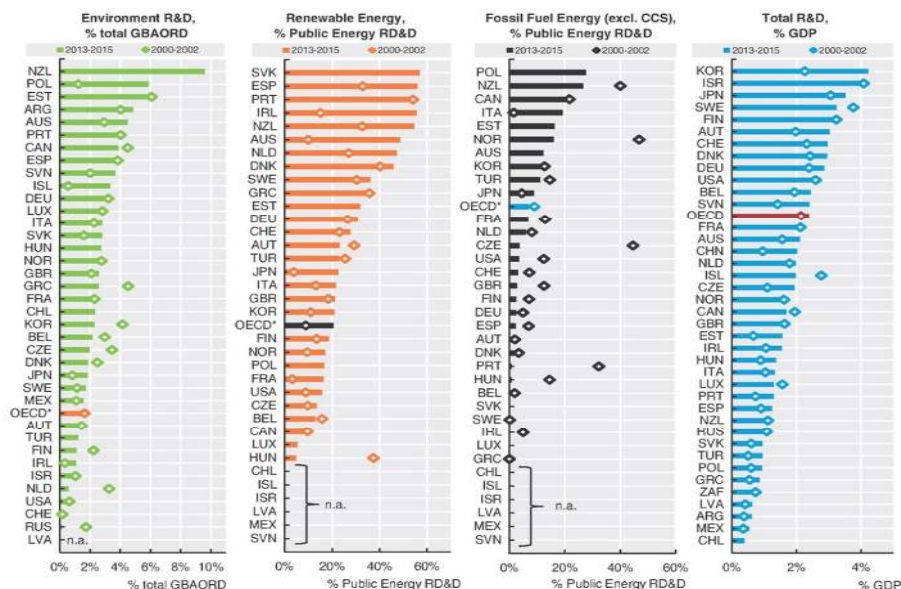 Environment R&D,
% total GBAORD
2013-2015 2000-2002
NZL
POL
EST
ARG
AUS
PRT
CAN
ESP
SVN
ISL
DEU
LUX
ITA
SVK
HUN
NOR
GBR
GRC
FRA
CHL
KOR
BEL
CZE
DNK
JPN
SWE
MEX
OECD*
AUT
TUR
FIN
IRL
ISR
NLD
USA
CHE
RUS
LVA n.a.
0% 2% 4% 6% 8% 10%
% total GBAORD
Renewable Energy,
% Public Energy RD&D
2013-2015 2000-2002
SVK
ESP
PRT
IRL
NZL
AUS
NLD
DNK
SWE
GRC
EST
DEU
CHE
AUT
TUR
JPN
ITA
GBR
KOR
OECD*
FIN
NOR
POL
FRA
USA
CZE
BEL
CAN
LUX
HUN
CHL
ISL
ISR
n.a.
LVA
MEX
SVN
0% 20% 40% 60%
% Public Energy RD&D
Fossil Fuel Energy (excl. CCS),
% Public Energy RD&D
2013-2015 2000-2002
POL
NZL
CAN
ITA
EST
NOR
AUS
KOR
TUR
JPN
OECD*
FRA
NLD
CZE
USA
CHE
GBR
FIN
DEU
ESP
AUT
DNK
PRT
HUN
BEL
SVK
SWE
IRL
LUX
GRC
CHL
ISL
ISR
n.a.
LVA
MEX
SVN
0% 20% 40% 60%
% Public Energy RD&D
Total R&D,
% GDP
2013-2015 2000-2002
KOR
ISR
JPN
SWE
FIN
AUT
CHE
DNK
DEU
USA
BEL
SVN
OECD
FRA
AUS
CHN
NLD
ISL
CZE
NOR
CAN
GBR
EST
IRL
HUN
ITA
LUX
PRT
ESP
NZL
RUS
SVK
TUR
POL
GRC
ZAF
LVA
ARG
MEX
CHL
0% 2% 4%
% GDP